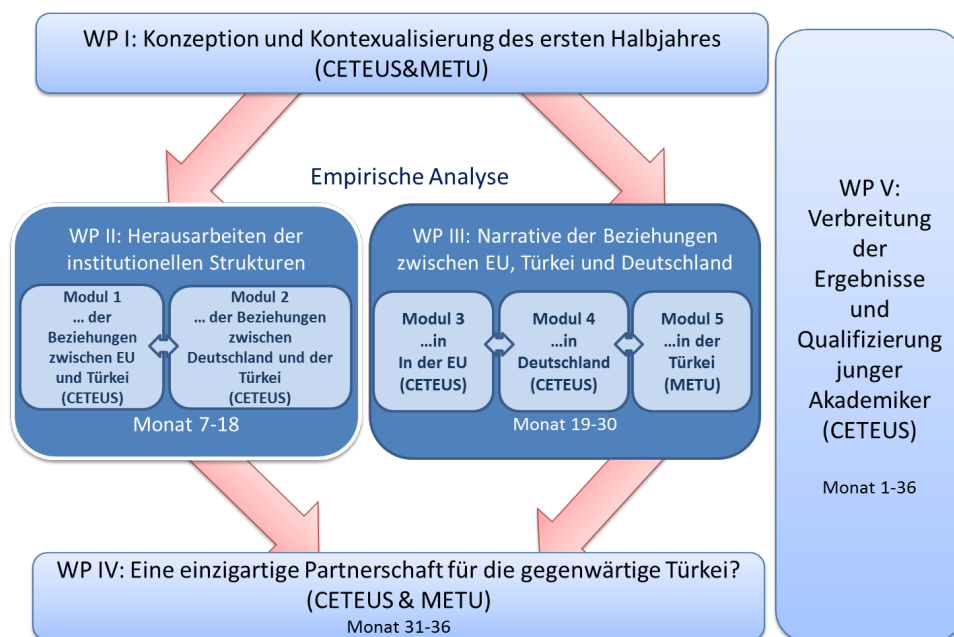 WP I: Konzeption und Kontexualisierung des ersten Halbjahres
(CETEUS&METU)
Empirische Analyse
WP II: Herausarbeiten der
institutionellen Strukturen
Modul 1
... der
Beziehungen
zwischen EU
und Türkei
(CETEUS)
Modul 2
... der Beziehungen
zwischen
Deutschland und der
Türkei
(CETEUS)
Monat 7-18
WP III: Narrative der Beziehungen
zwischen EU, Türkei und Deutschland
Modul 3
...in
In der EU
(CETEUS)
Modul 4
...in
Deutschland
(CETEUS)
Modul 5
...in der
Türkei
(METU)
Monat 19-30
WP IV: Eine einzigartige Partnerschaft für die gegenwärtige Türkei?
(CETEUS & METU)
Monat 31-36
WP V:
Verbreitung
der
Ergebnisse
und
Qualifizierung
junger
Akademiker
(CETEUS)
Monat 1-36